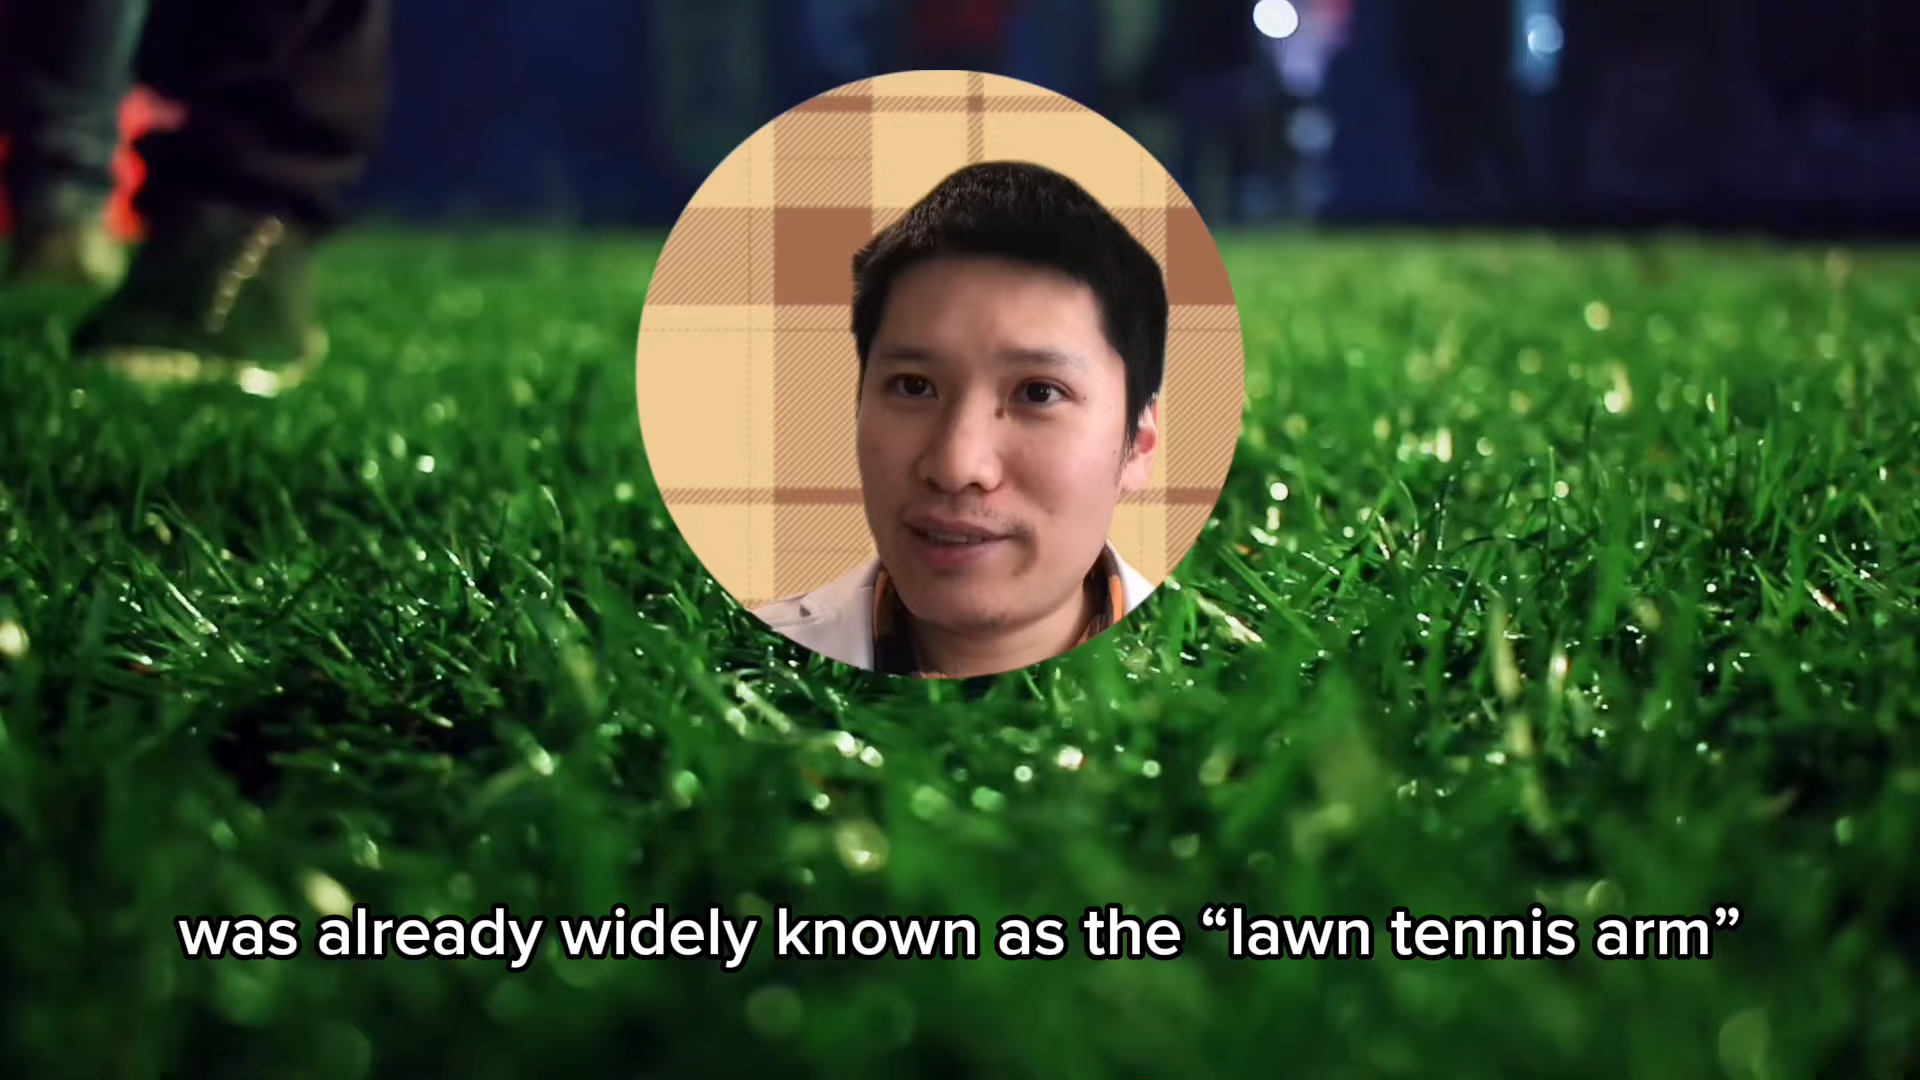 was already widely known as the “lawn tennis arm”